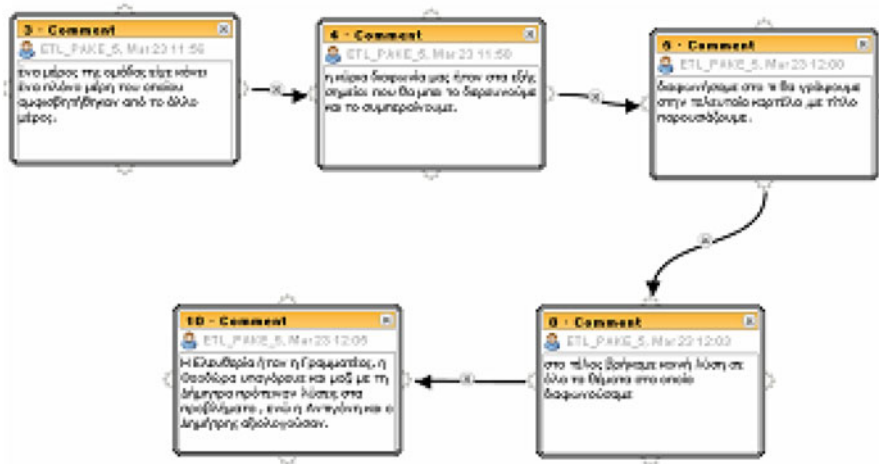 3 - Comment
ETL_PAKE_5, Mar 23 11:56
ένα μέρος της ομάδας είχε κάνει
ένα πλάνο μέρη του οποίου
αμφισβητήθηκαν από το άλλο
μέρος.
4 - Comment
ETL_PAKE_5, Mar 23 11:58
η κύρια διαφωνία μας ήταν στα εξής
σημεία: που θα μπει το διερευνούμε
και το συμπεραίνουμε.
Comment
ETL_PAKE_5, Mar 23 12:00
διαφωνήσαμε στο τι θα γράψουμε
στην τελευταία καρτέλα ,με τίτλο
παρουσιάζουμε .
Comment
ETL_PAKE_5, Mar 23 12:03
στο τέλος βρήκαμε κοινή λύση σε
όλα τα θέματα στα οποία
διαφωνούσαμε
10 - Comment
ETL_PAKE_5, Mar 23 12:05
Η Ελευθερία ήταν η Γραμματέας, η
Θεοδώρα υπαγόρευε και μαζί με τη
Δήμητρα πρότειναν λύσεις στα
προβλήματα , ενώ η Αντιγόνη και ο
Δημήτρης αξιολογούσαν.